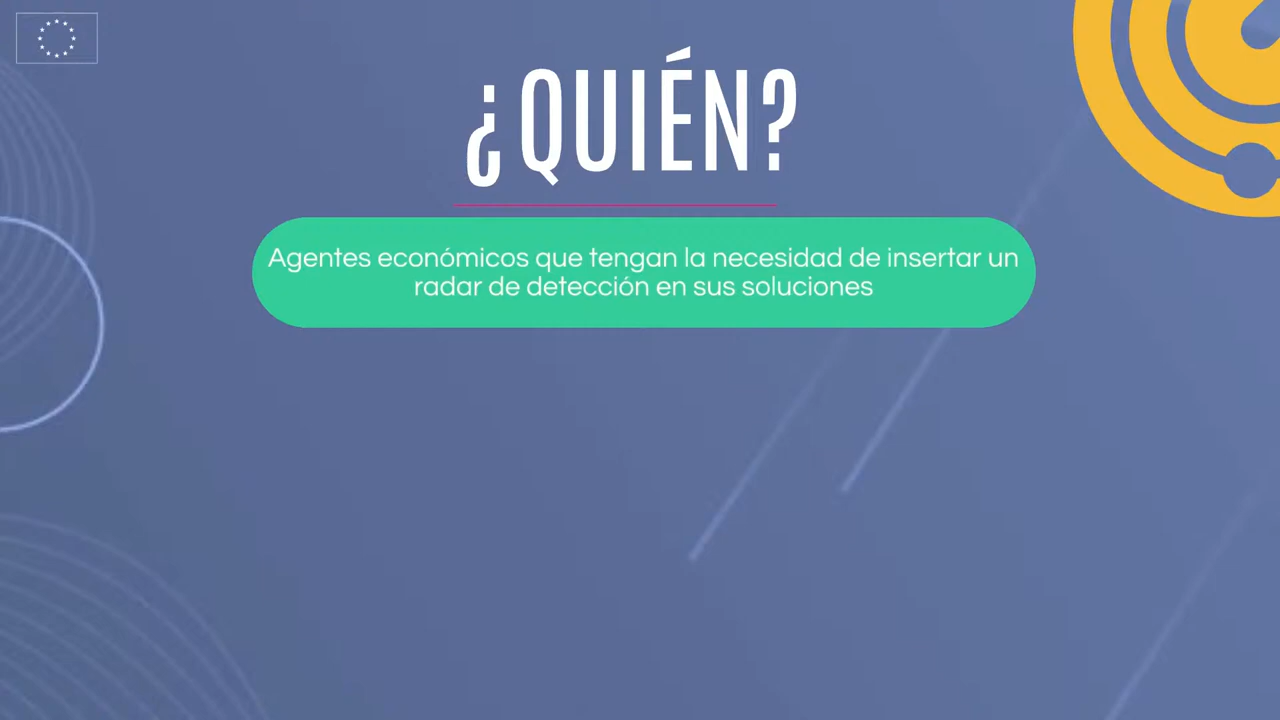 ¿QUIÉN?
Agentes económicos que tengan la necesidad de insertar un
radar de detección en sus soluciones